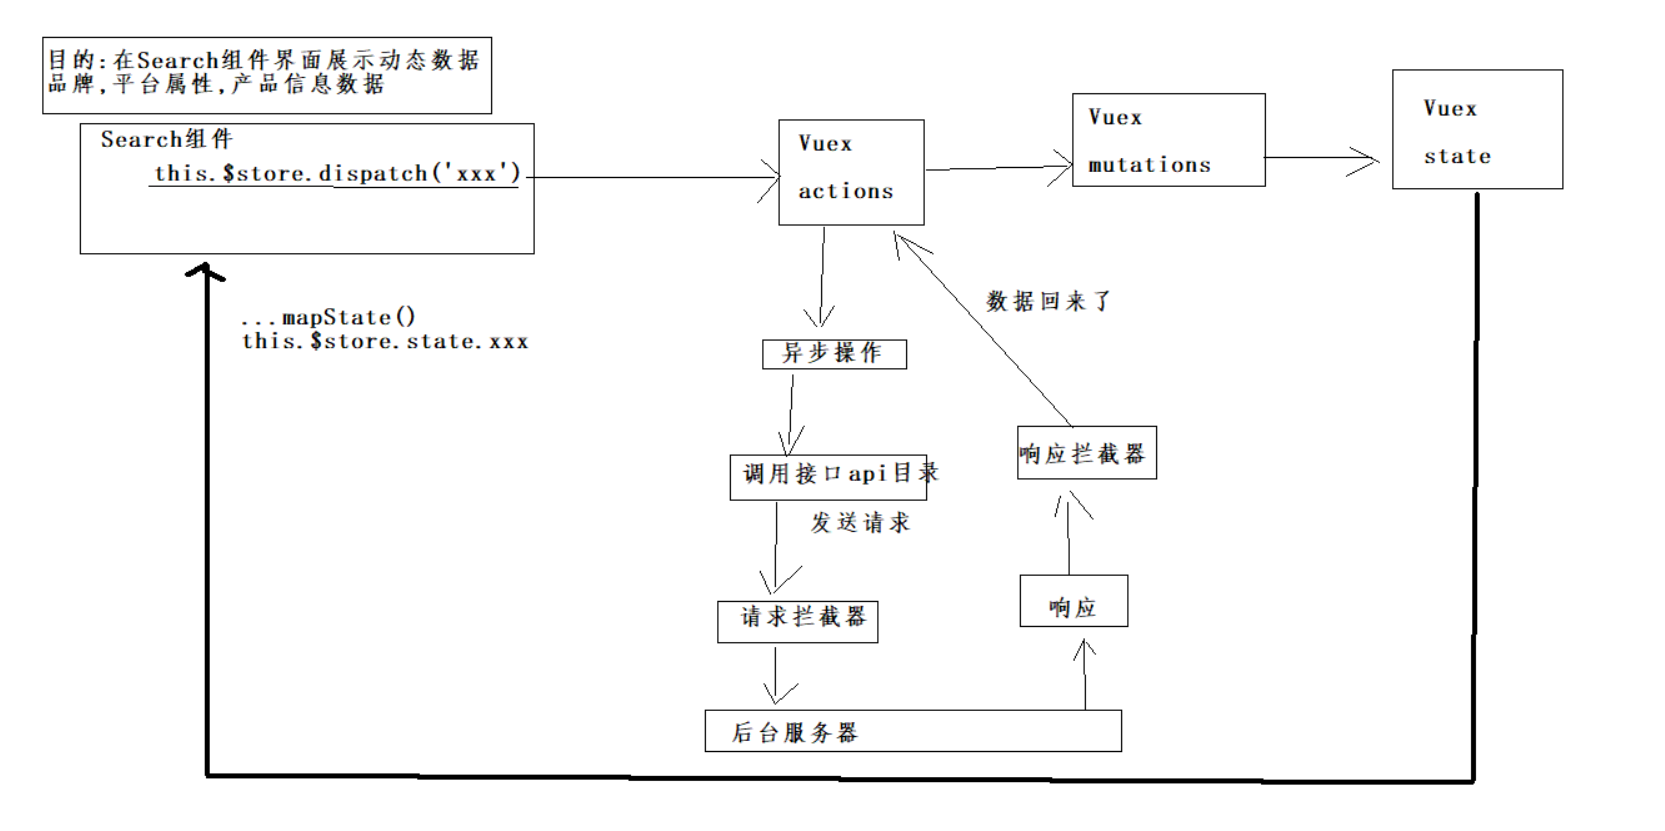 目的:在Search组件界面展示动态数据
品牌,平台属性,产品信息数据
Search组件
this.$store.dispatch('xxx')
Vuex
actions
Vuex
mutations
Vuex
state
...mapState()
this.$store.state.xxx
数据回来了
异步操作
响应拦截器
调用接口api目录
发送请求
响应
请求拦截器
后台服务器